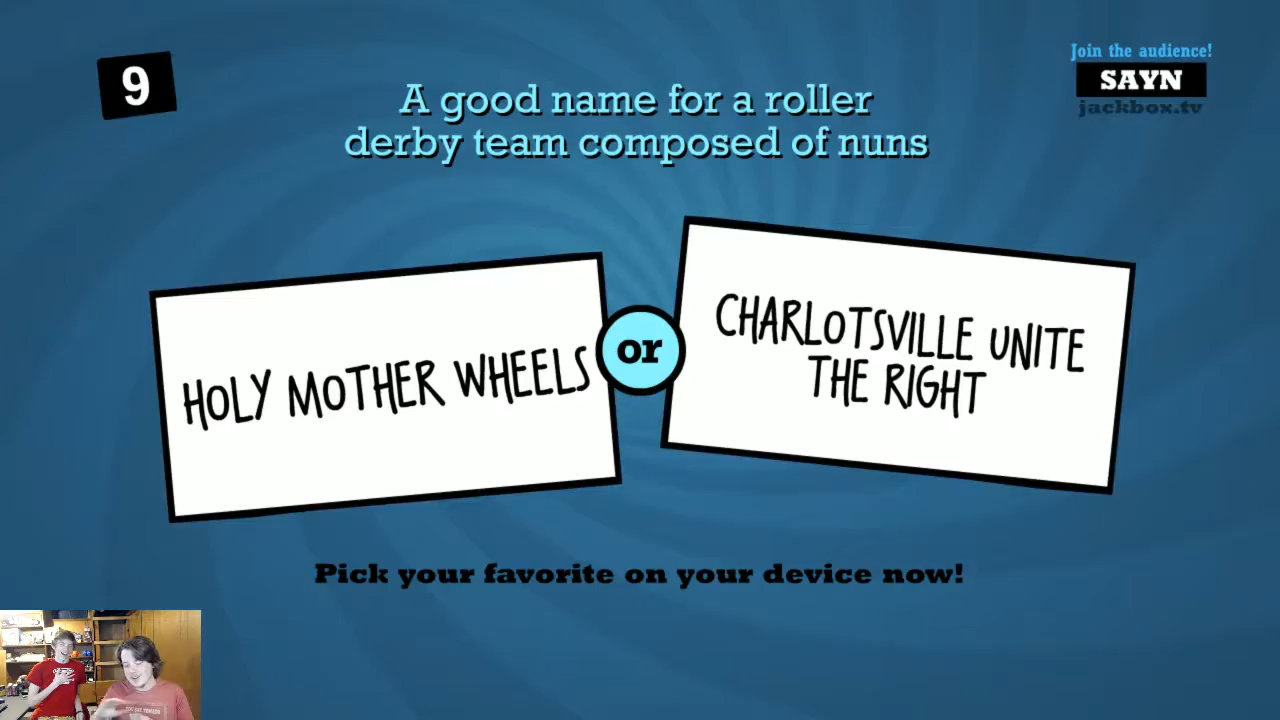 9
A good name for a roller
derby team composed of nuns
Join the audience!
SAYN
jackbox.tv
HOLY MOTHER WHEELS
or
CHARLOTSVILLE UNITE
THE RIGHT
Pick your favorite on your device now!